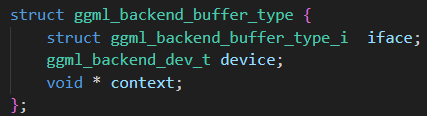 struct ggml_backend_buffer_type {
    struct ggml_backend_buffer_type_i  iface;
    ggml_backend_dev_t device;
    void * context;
};